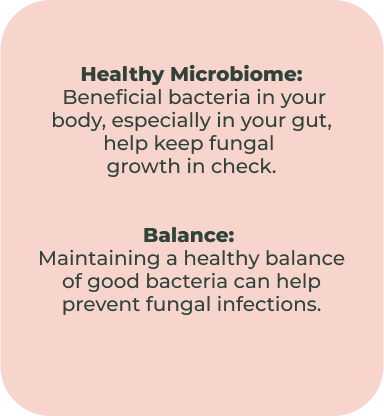 Healthy Microbiome:
Beneficial bacteria in your
body, especially in your gut,
help keep fungal
growth in check.
Balance:
Maintaining a healthy balance
of good bacteria can help
prevent fungal infections.